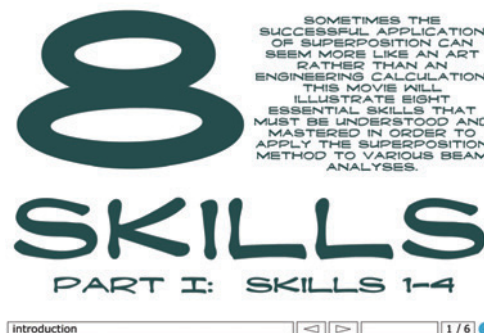 8
SOMETIMES THE
SUCCESSFUL APPLICATION
OF SUPERPOSITION CAN
SEEM MORE LIKE AN ART
RATHER THAN AN
ENGINEERING CALCULATION.
THIS MOVIE WILL
ILLUSTRATE EIGHT
ESSENTIAL SKILLS THAT
MUST BE UNDERSTOOD AND
MASTERED IN ORDER TO
APPLY THE SUPERPOSITION
METHOD TO VARIOUS BEAM
ANALYSES.
SKILLS
PART I: SKILLS 1-4
introduction
1 / 6